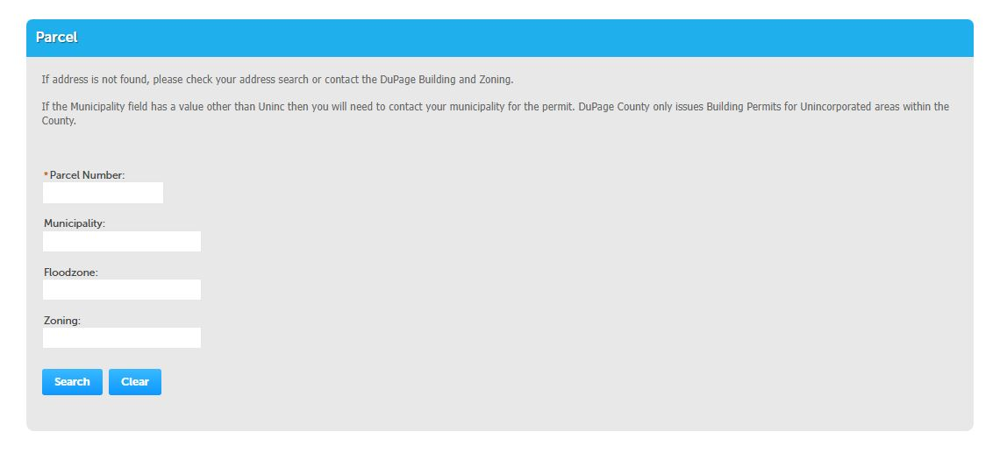 Parcel
If address is not found, please check your address search or contact the DuPage Building and Zoning.
If the Municipality field has a value other than Uninc then you will need to contact your municipality for the permit. DuPage County only issues Building Permits for Unincorporated areas within the
County.
*Parcel Number:
Municipality:
Floodzone:
Zoning:
Search Clear